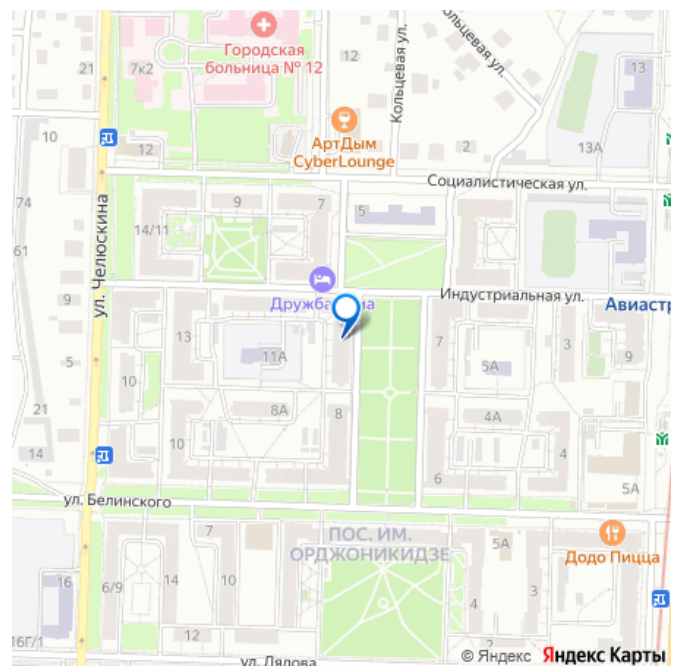 Городская
больница № 12
12
Кольцевая ул.
Кольцевая ул.
21
7к2
13
10
12
АртДым
CyberLounge
2
13А
Социалистическая ул.
74
9
7
5
14/11
61
ул. Челюскина
9
Дружба
Индустриальная ул.
Авиастр
13
11А
7
5А
3
9
5
10
21
8А
8
4А
14
10
6
4
5А
ул. Белинского
7
ПОС. ИМ.
ОРДЖОНИКИДЗЕ
5А
Додо Пицца
16
6/9
14
10
4
3
2
16Г/1
12
ул. Лядова
© Яндекс Яндекс Карты